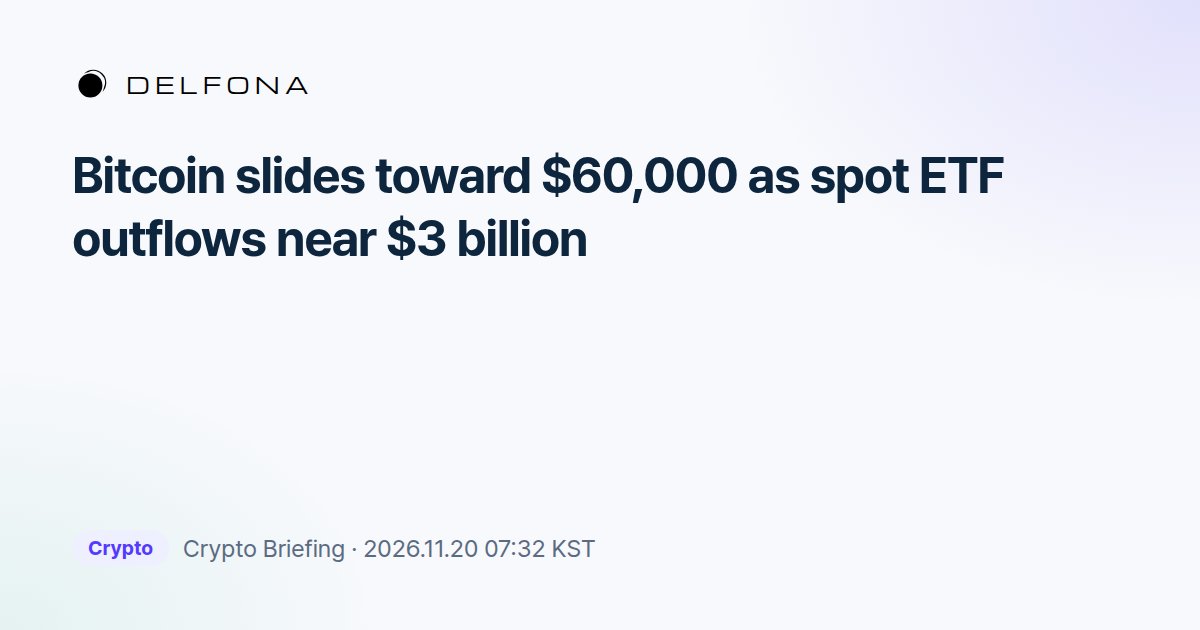 DELFONA
Bitcoin slides toward $60,000 as spot ETF
outflows near $3 billion
Crypto Crypto Briefing · 2026.11.20 07:32 KST